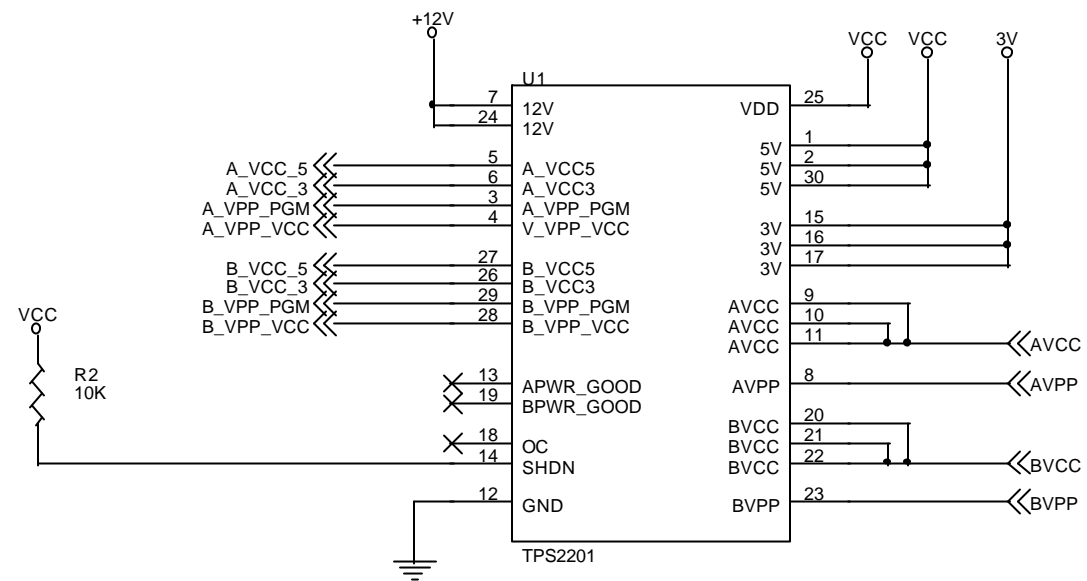 +12V
VCC
VCC
3V
U1
7
12V
24
12V
VDD
25
5V
1
5V
2
5V
30
A_VCC_5
5
A_VCC5
A_VCC_3
6
A_VCC3
A_VPP_PGM
3
A_VPP_PGM
A_VPP_VCC
4
V_VPP_VCC
3V
15
3V
16
3V
17
B_VCC_5
27
B_VCC5
B_VCC_3
26
B_VCC3
B_VPP_PGM
29
B_VPP_PGM
B_VPP_VCC
28
B_VPP_VCC
AVCC
9
AVCC
10
AVCC
11
AVCC
VCC
R2
10K
13
APWR_GOOD
19
BPWR_GOOD
AVPP
8
AVPP
18
OC
14
SHDN
BVCC
20
BVCC
21
BVCC
22
BVCC
12
GND
BVPP
23
BVPP
TPS2201